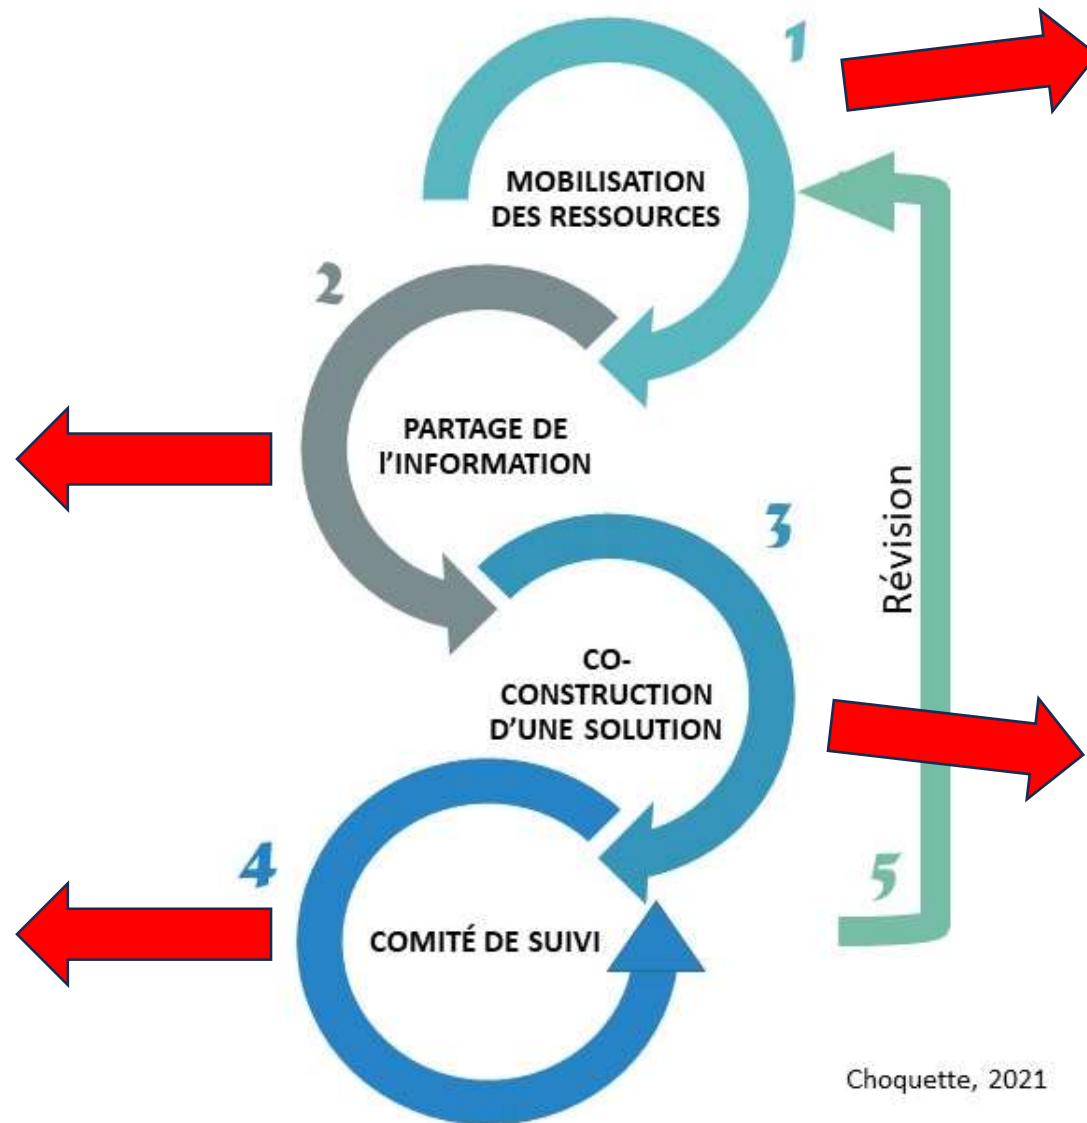 1
MOBILISATION
DES RESSOURCES
2
PARTAGE DE
l'INFORMATION
3
CO-
CONSTRUCTION
D'UNE SOLUTION
4
COMITÉ DE SUIVI
5
Révision
Choquette, 2021